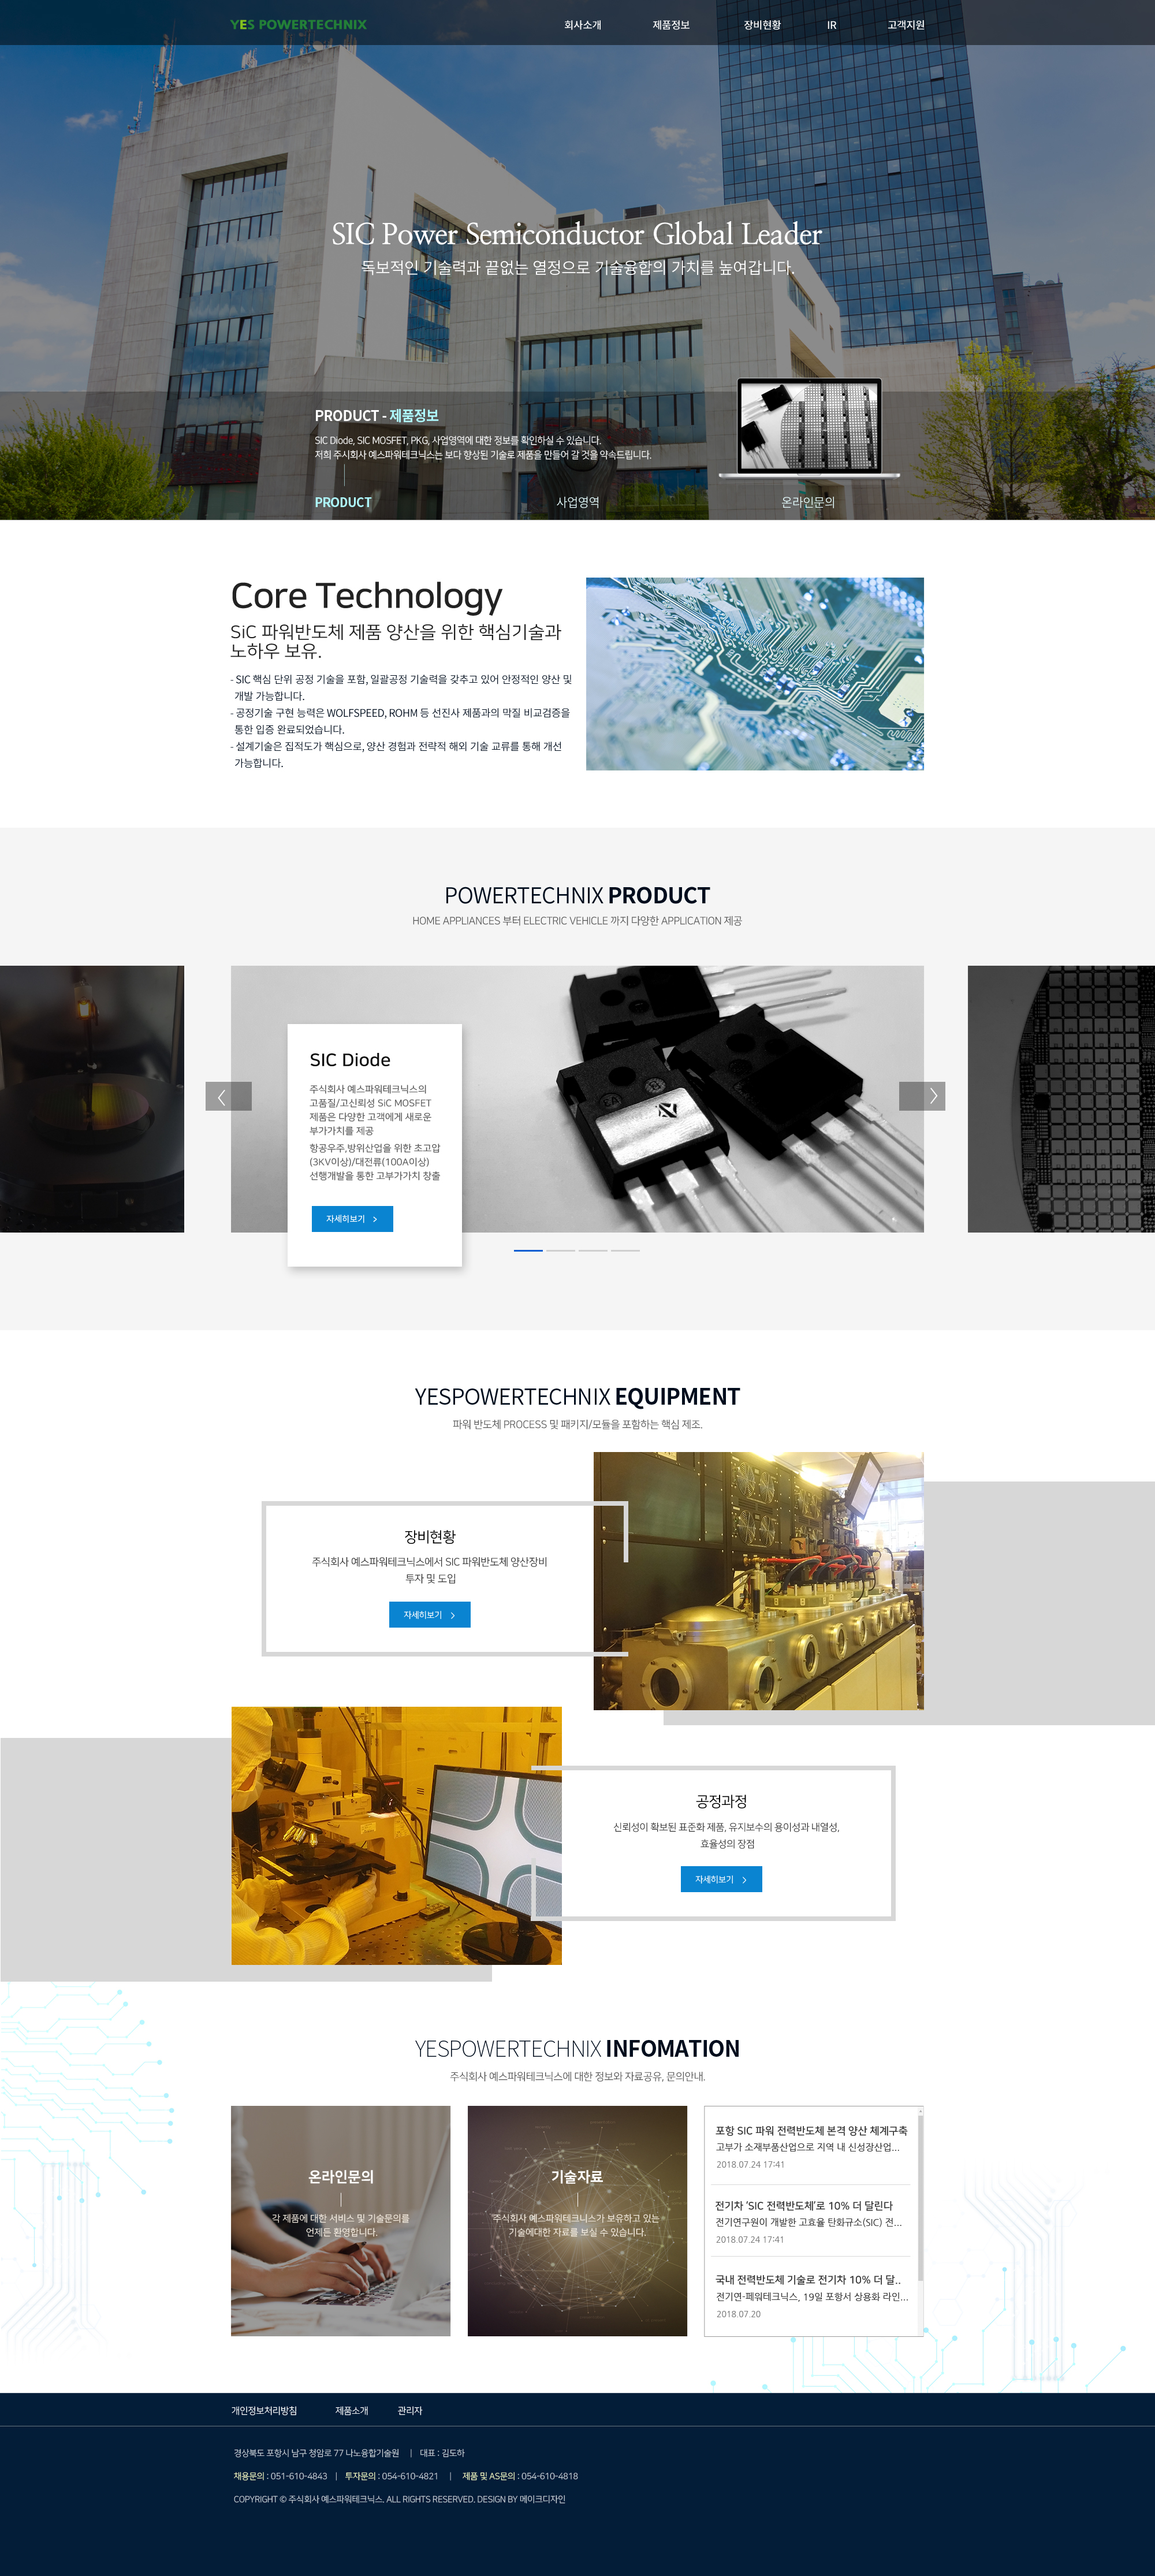 YES POWERTECHNIX
회사소개
제품정보
장비현황
IR
고객지원
SIC Power Semiconductor Global Leader
독보적인 기술력과 끝없는 열정으로 기술융합의 가치를 높여갑니다.
PRODUCT - 제품정보
SIC Diode, SIC MOSFET, PKG, 사업영역에 대한 정보를 확인하실 수 있습니다.
저희 주시회사 예스파워테크닉스는 보다 향상된 기술로 제품을 만들어 갈 것을 약속드립니다.
PRODUCT
사업영역
온라인문의
Core Technology
SiC 파워반도체 제품 양산을 위한 핵심기술과
노하우 보유.
- SIC 핵심 단위 공정 기술을 포함, 일괄공정 기술력을 갖추고 있어 안정적인 양산 및
개발 가능합니다.
- 공정기술 구현 능력은 WOLFSPEED, ROHM 등 선진사 제품과의 막질 비교검증을
통한 입증 완료되었습니다.
- 설계기술은 집적도가 핵심으로, 양산 경험과 전략적 해외 기술 교류를 통해 개선
가능합니다.
POWERTECHNIX PRODUCT
HOME APPLIANCES 부터 ELECTRIC VEHICLE 까지 다양한 APPLICATION 제공
SIC Diode
주식회사 예스파워테크닉스의
고품질/고신뢰성 SiC MOSFET
제품은 다양한 고객에게 새로운
부가가치를 제공
항공우주,방위산업을 위한 초고압
(3KV이상)/대전류(100A이상)
선행개발을 통한 고부가가치 창출
자세히보기 >
YESPOWERTECHNIX EQUIPMENT
파워 반도체 PROCESS 및 패키지/모듈을 포함하는 핵심 제조.
장비현황
주식회사 예스파워테크닉스에서 SIC 파워반도체 양산장비
투자 및 도입
자세히보기 >
공정과정
신뢰성이 확보된 표준화 제품, 유지보수의 용이성과 내열성,
효율성의 장점
자세히보기 >
YESPOWERTECHNIX INFOMATION
주식회사 예스파워테크닉스에 대한 정보와 자료공유, 문의안내.
온라인문의
각 제품에 대한 서비스 및 기술문의를
언제든 환영합니다.
기술자료
주식회사 예스파워테크닉스가 보유하고 있는
기술에대한 자료를 보실 수 있습니다.
포항 SIC 파워 전력반도체 본격 양산 체계구축
고부가 소재부품산업으로 지역 내 신성장산업...
2018.07.24 17:41
전기차 'SIC 전력반도체'로 10% 더 달린다
전기연구원이 개발한 고효율 탄화규소(SIC) 전...
2018.07.24 17:41
국내 전력반도체 기술로 전기차 10% 더 달..
전기연-페워테크닉스, 19일 포항서 상용화 라인...
2018.07.20
개인정보처리방침
제품소개
관리자
경상북도 포항시 남구 청암로 77 나노융합기술원 | 대표 : 김도하
채용문의 : 051-610-4843 | 투자문의 : 054-610-4821 | 제품 및 AS문의 : 054-610-4818
COPYRIGHT © 주식회사 예스파워테크닉스. ALL RIGHTS RESERVED. DESIGN BY 메이크디자인